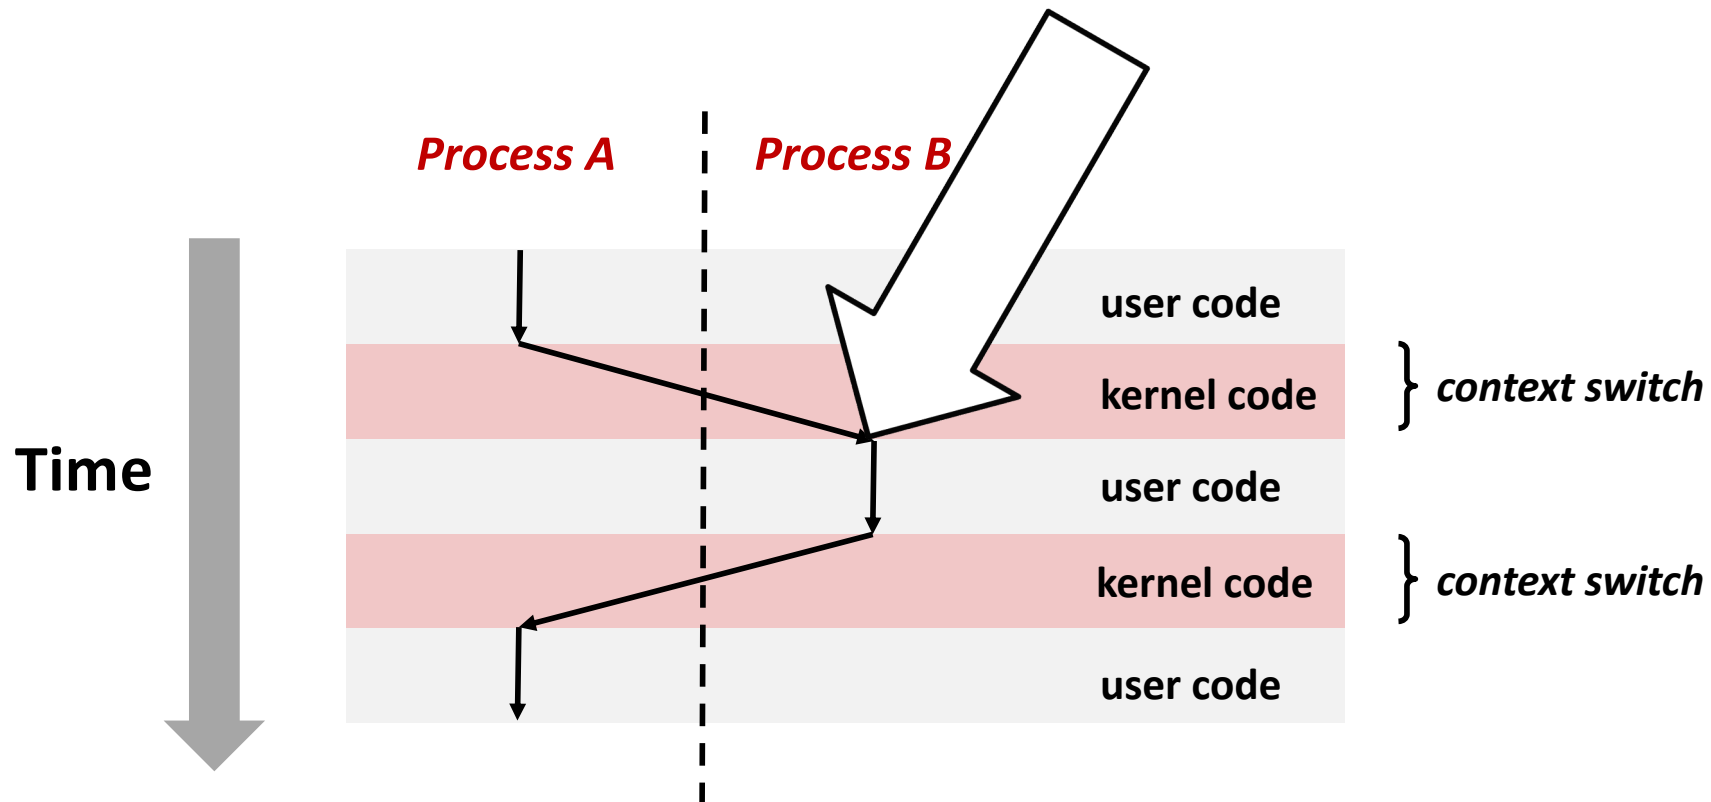 Process A
Process B
user code
kernel code
context switch
Time
user code
kernel code
context switch
user code